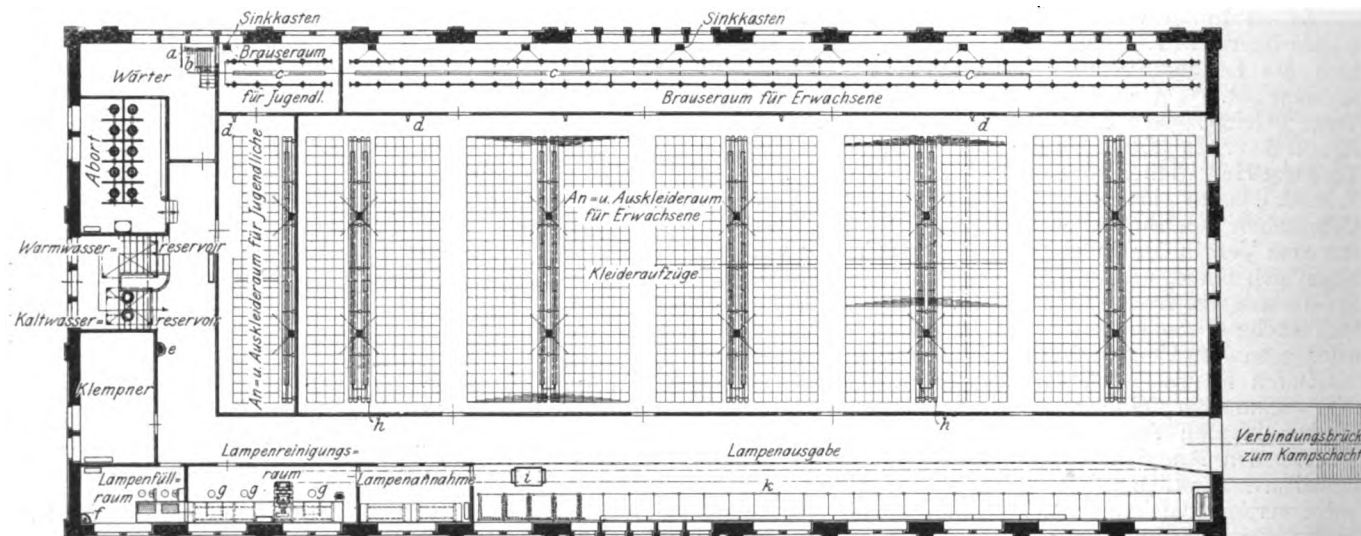 Sinkkasten
Sinkkasten
a
b
Brauseraum
c
für Jugendl.
Wärter
c
c
Brauseraum für Erwachsene
d
d
d
Abort
An= u. Auskleideraum für Jugendliche
An=u. Auskleideraum
für Erwachsene
Kleideraufzüge
Warmwasser= reservoir
Kaltwasser= reservoir
e
Klempner
h
h
Verbindungsbrück
zum Kampschacht
Lampenreinigungs=
raum
Lampenausgabe
Lampenfüll=
raum
g g g
f
Lampenannahme
i
k